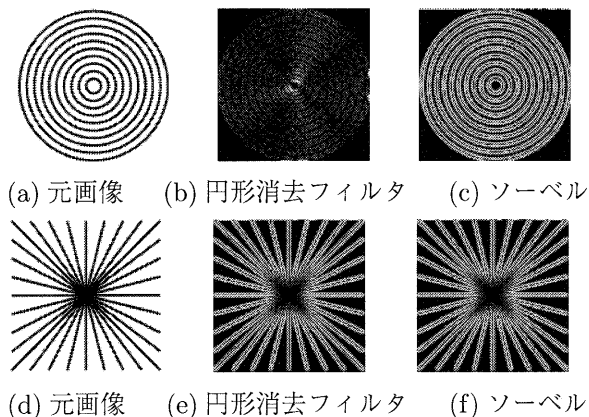 (a) 元画像 (b) 円形消去フィルタ (c) ソーベル
(d) 元画像 (e) 円形消去フィルタ (f) ソーベル